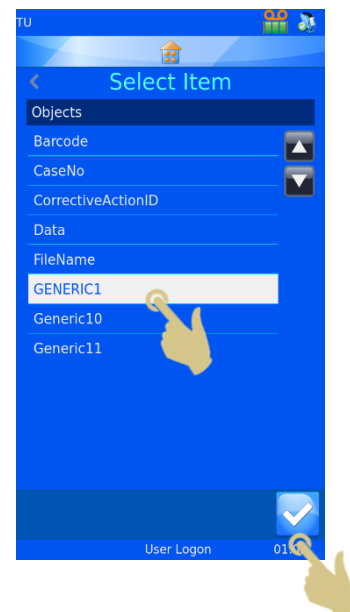 TU
Select Item
Objects
Barcode
CaseNo
CorrectiveActionID
Data
FileName
GENERIC1
Generic10
Generic11
User Logon